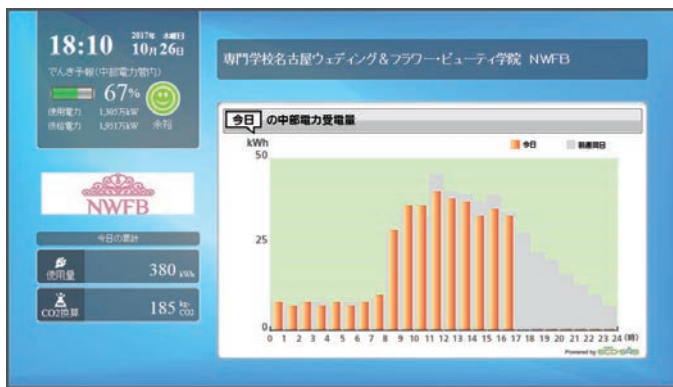 18:10
2017年 木曜日
10月26日
でんき予報(中部電力管内)
67%
使用電力 1,305万kW
供給電力 1,951万kW
余裕
専門学校名古屋ウェディング&フラワー・ビューティ学院 NWFB
今日 の中部電力受電量
kWh
今日 前週同日
50
25
0
0 1 2 3 4 5 6 7 8 9 10 11 12 13 14 15 16 17 18 19 20 21 22 23 24 (時)
Powered by
NWFB
今日の累計
使用量 380 kWh
CO2換算 185 kg-CO2